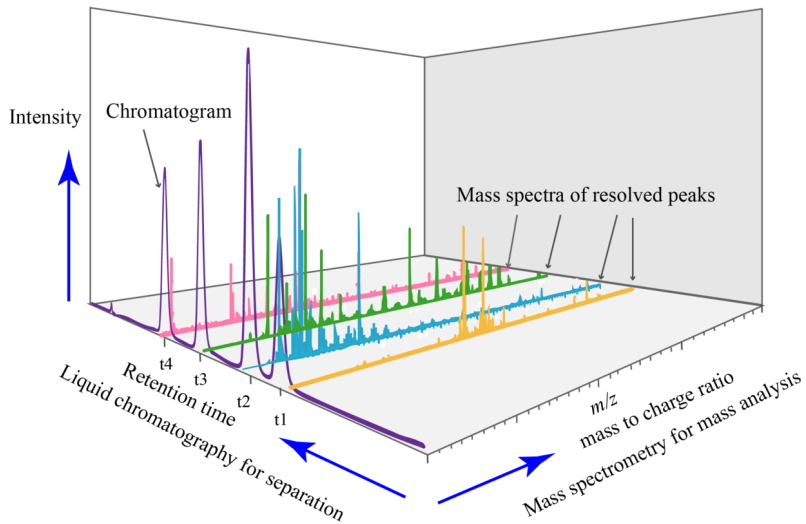 Intensity
Chromatogram
Mass spectra of resolved peaks
t4
t3
t2
t1
Retention time
Liquid chromatography for separation
m/z
mass to charge ratio
Mass spectrometry for mass analysis